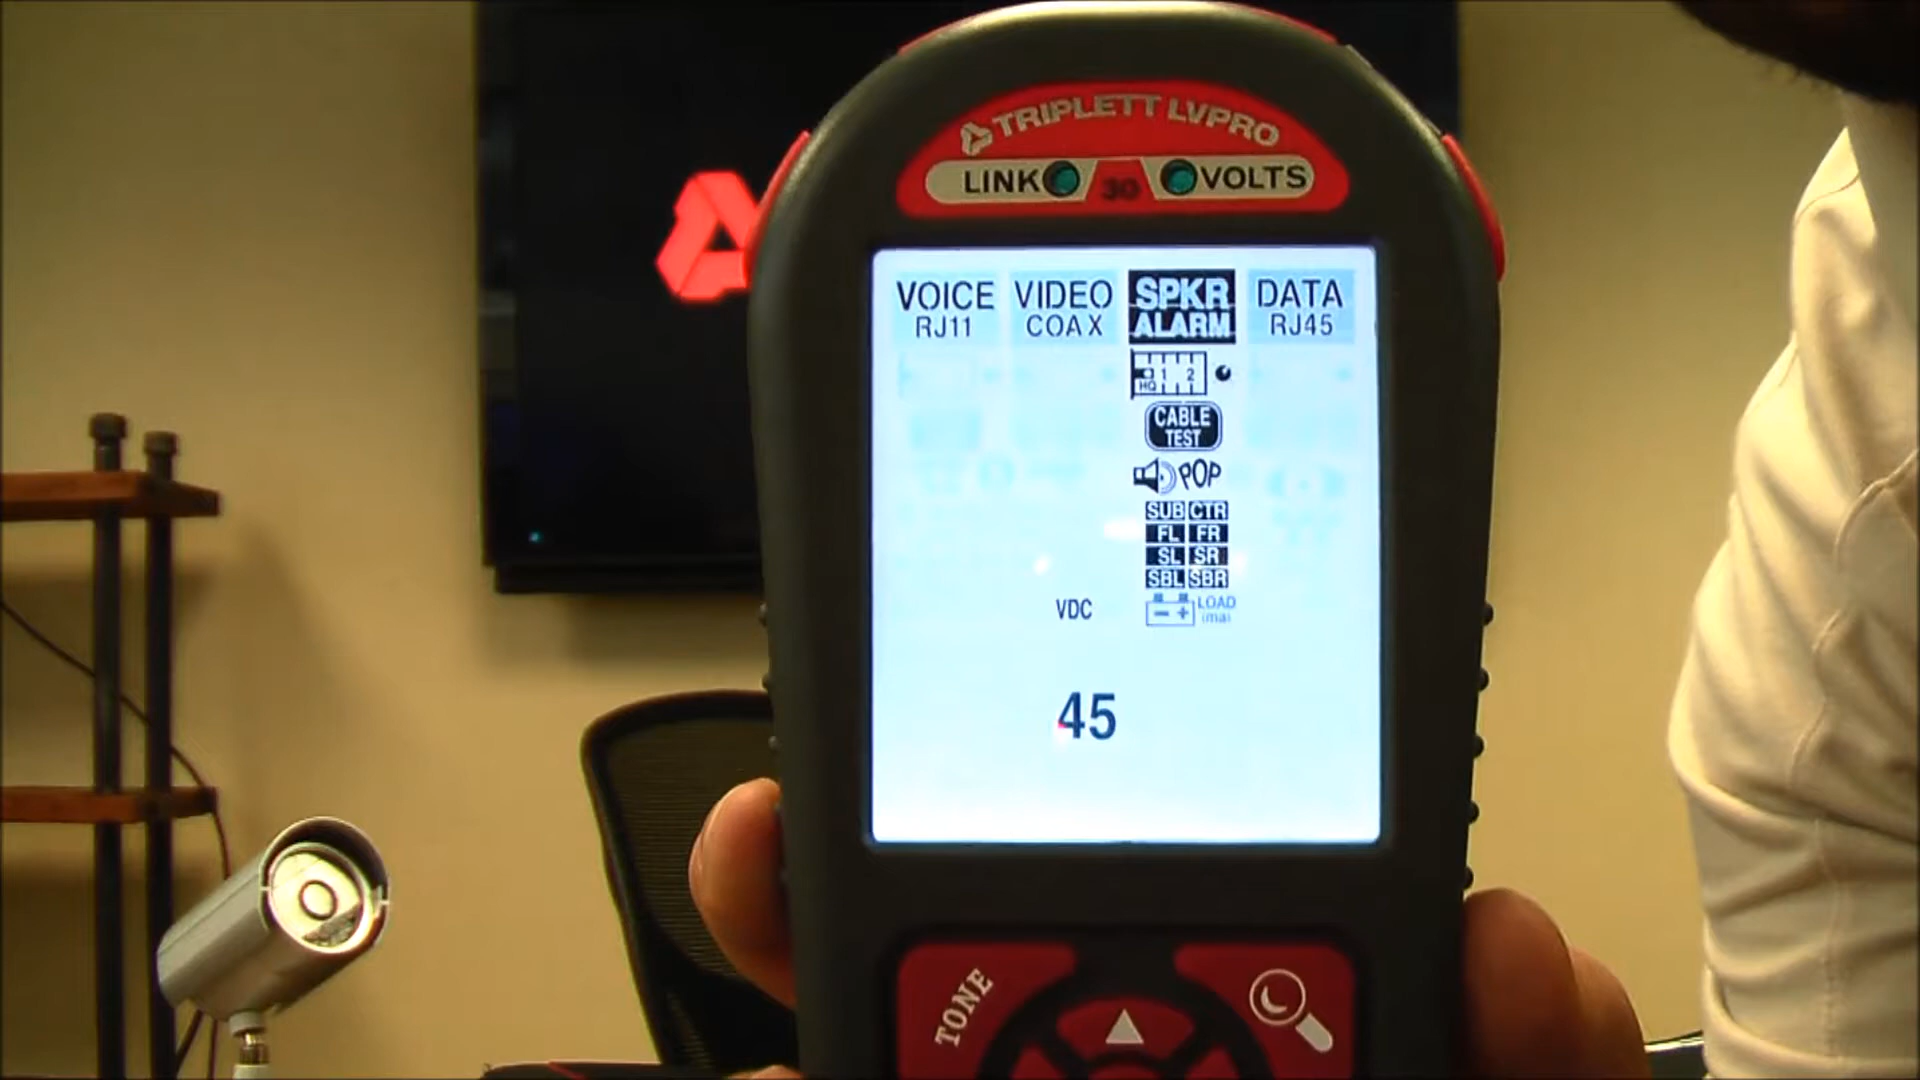 TRIPLETT LVPRO
LINK 30 VOLTS
VOICE VIDEO SPKR DATA
RJ11 COAX ALARM RJ45
1 2
HQ
CABLE
TEST
POP
SUB CTR
FL FR
SL SR
SBL SBR
VDC - + LOAD
(ma)
45
TONE